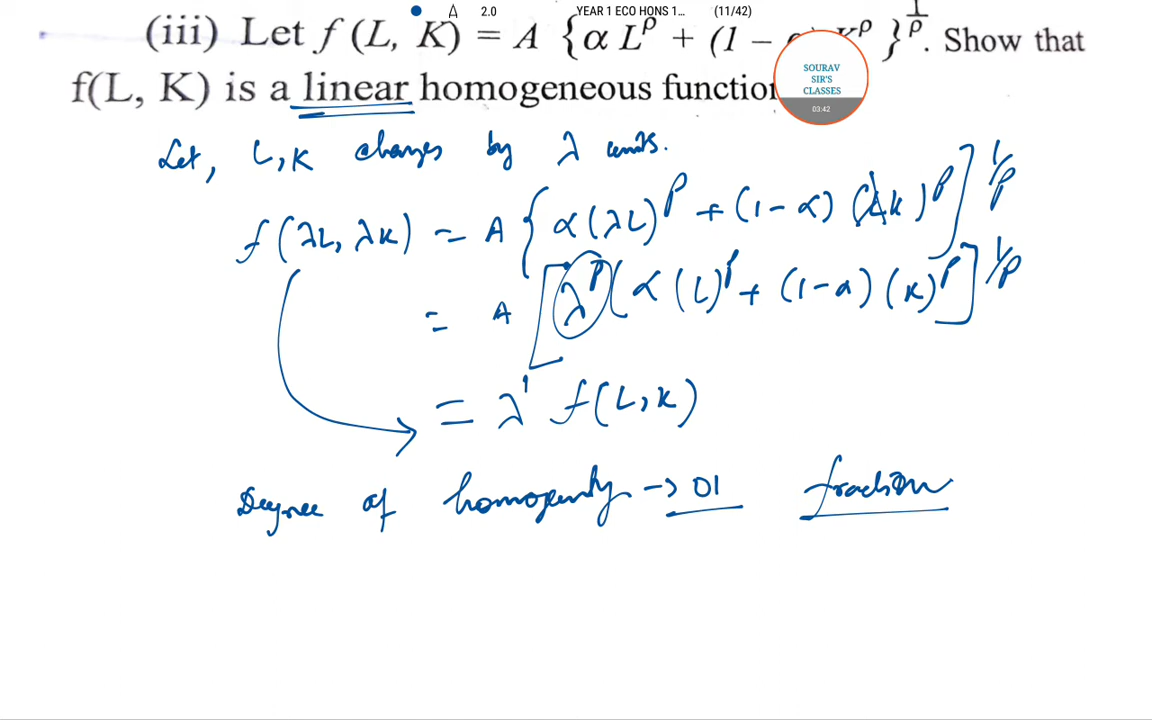 A 2.0 YEAR 1 ECO HONS 1... (11/42)
(iii) Let f (L, K) = A {α L^ρ + (1 – K^ρ }^1/ρ. Show that
SOURAV
SIR'S
CLASSES
03:42
f(L, K) is a linear homogeneous function
Let, L, K changes by λ units.
f(λL, λK) = A { α(λL)^ρ + (1-α) (λK)^ρ ]^1/ρ
= A [ λ^ρ ( α (L)^ρ + (1-α) (K)^ρ ]^1/ρ
= λ^1 f(L, K)
Degree of → 01 fraction